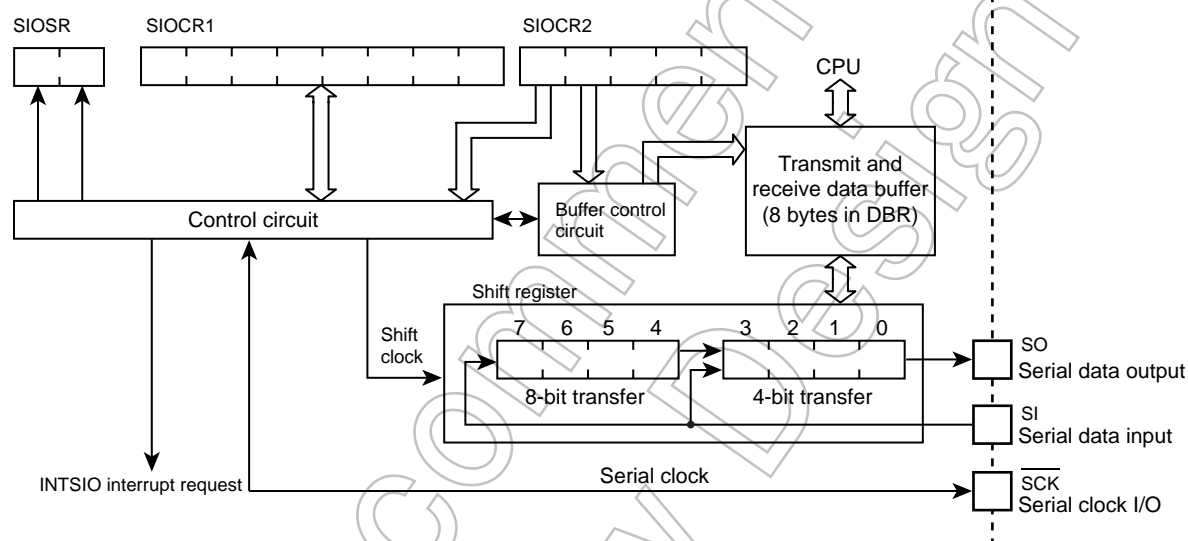 SIOSR
SIOCR1
SIOCR2
CPU
Transmit and
receive data buffer
(8 bytes in DBR)
Control circuit
Buffer control
circuit
Shift register
7 6 5 4 3 2 1 0
Shift
clock
8-bit transfer
4-bit transfer
SO
Serial data output
SI
Serial data input
INTSIO interrupt request
Serial clock
SCK
Serial clock I/O